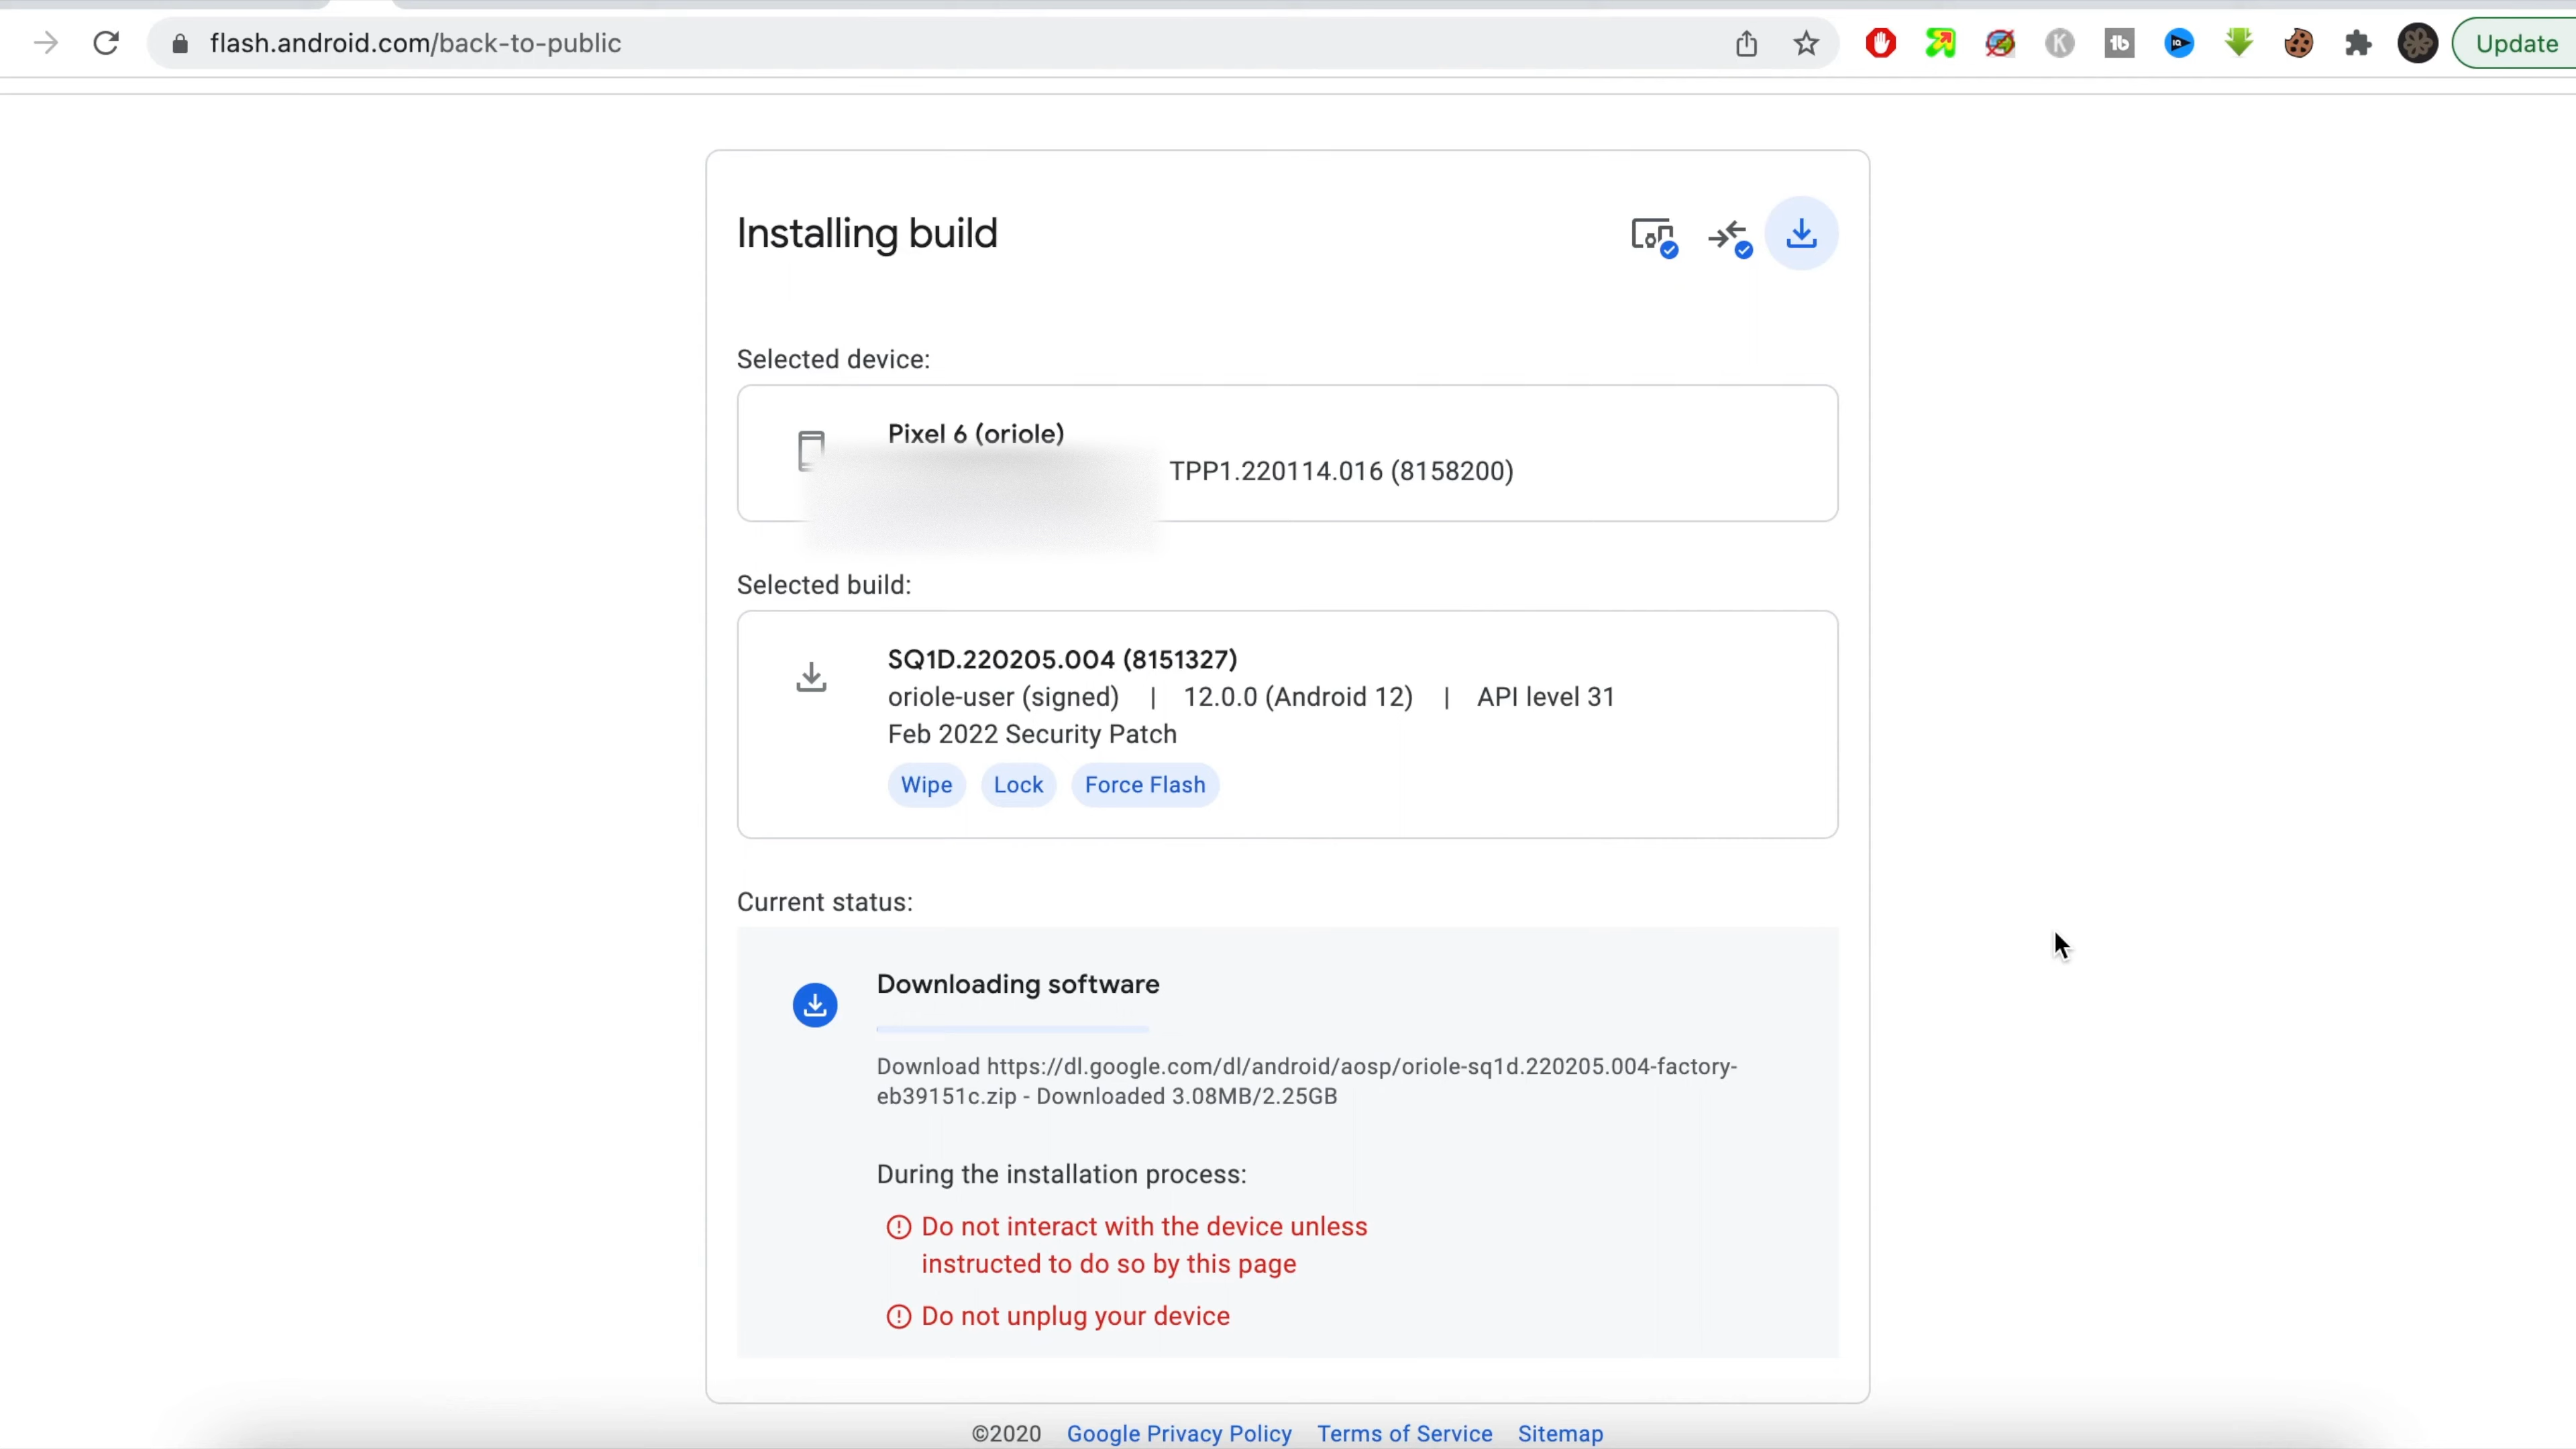 flash.android.com/back-to-public
Update
Installing build
Selected device:
Pixel 6 (oriole)
TPP1.220114.016 (8158200)
Selected build:
SQ1D.220205.004 (8151327)
oriole-user (signed) | 12.0.0 (Android 12) | API level 31
Feb 2022 Security Patch
Wipe Lock Force Flash
Current status:
Downloading software
Download https://dl.google.com/dl/android/aosp/oriole-sq1d.220205.004-factory-
eb39151c.zip - Downloaded 3.08MB/2.25GB
During the installation process:
Do not interact with the device unless
instructed to do so by this page
Do not unplug your device
©2020 Google Privacy Policy Terms of Service Sitemap